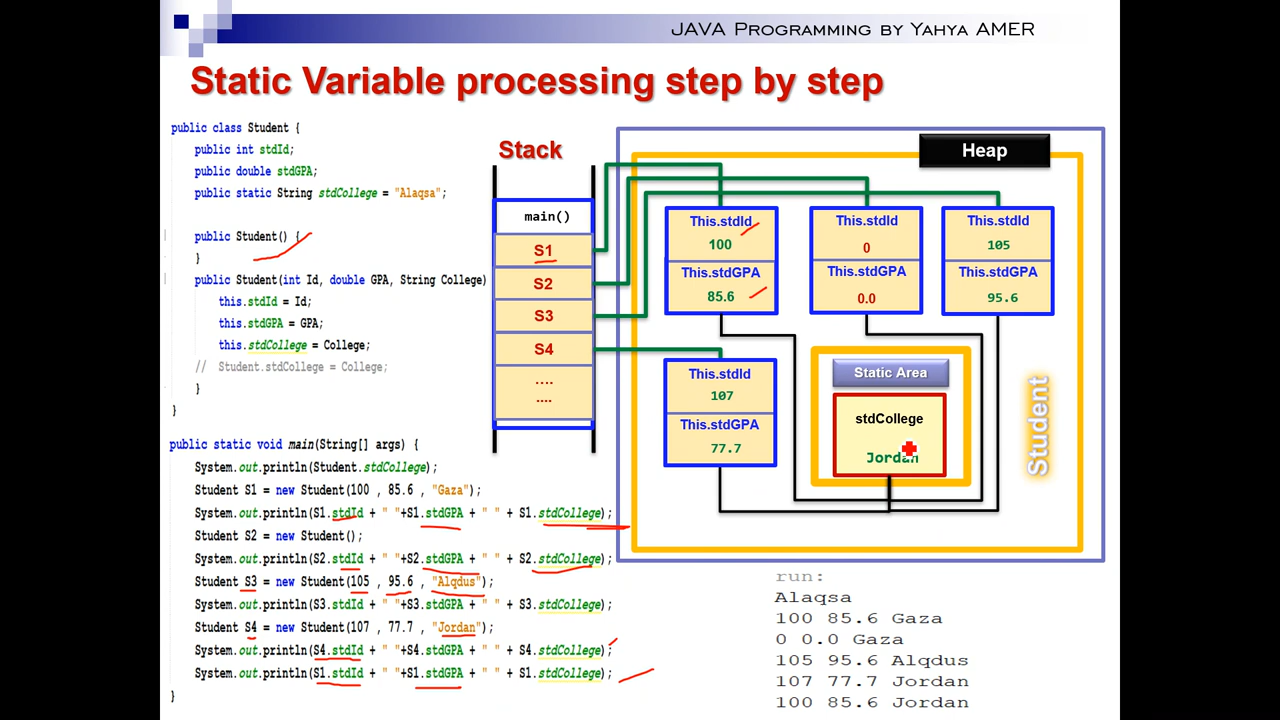 JAVA Programming by Yahya AMER
Static Variable processing step by step
public class Student {
public int stdId;
public double stdGPA;
public static String stdCollege = "Alaqsa";
public Student() {
}
public Student(int Id, double GPA, String College)
this.stdId = Id;
this.stdGPA = GPA;
this.stdCollege = College;
// Student.stdCollege = College;
}
}
public static void main(String[] args) {
System.out.println(Student.stdCollege);
Student S1 = new Student(100 , 85.6 , "Gaza");
System.out.println(S1.stdId + " "+S1.stdGPA + " " + S1.stdCollege);
Student S2 = new Student();
System.out.println(S2.stdId + " "+S2.stdGPA + " " + S2.stdCollege);
Student S3 = new Student(105 , 95.6 , "Alqdus");
System.out.println(S3.stdId + " "+S3.stdGPA + " " + S3.stdCollege);
Student S4 = new Student(107 , 77.7 , "Jordan");
System.out.println(S4.stdId + " "+S4.stdGPA + " " + S4.stdCollege);
System.out.println(S1.stdId + " "+S1.stdGPA + " " + S1.stdCollege);
}
Stack
main()
S1
S2
S3
S4
....
....
Heap
This.stdId
100
This.stdGPA
85.6
This.stdId
0
This.stdGPA
0.0
This.stdId
105
This.stdGPA
95.6
This.stdId
107
This.stdGPA
77.7
Static Area
stdCollege
Jordan
Student
run:
Alaqsa
100 85.6 Gaza
0 0.0 Gaza
105 95.6 Alqdus
107 77.7 Jordan
100 85.6 Jordan